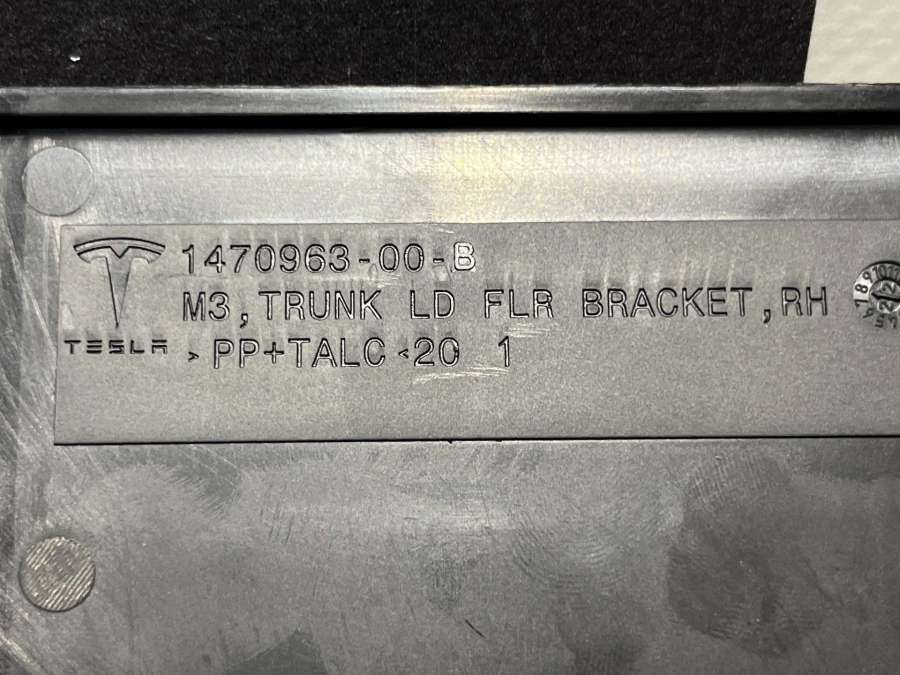 1470963-00-B
M3,TRUNK LD FLR BRACKET,RH
TESLA >PP+TALC<20 1